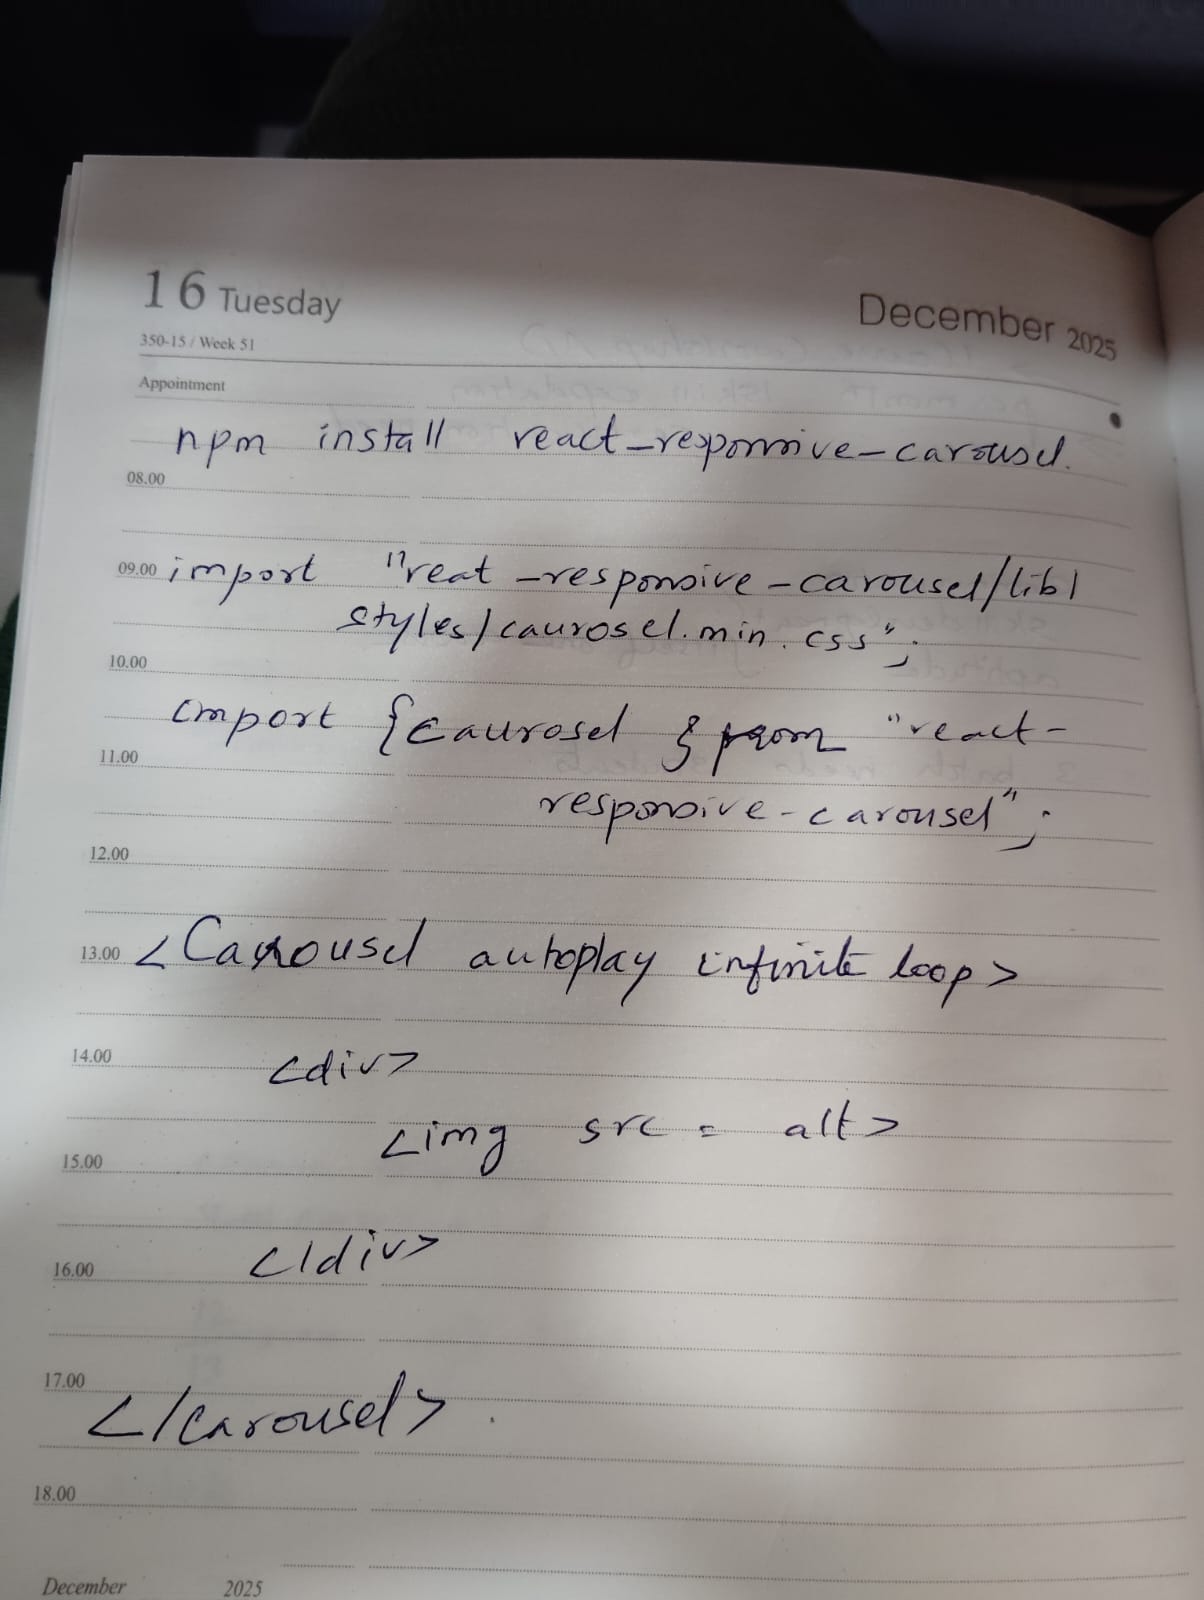 16 Tuesday
December 2025
350-15 / Week 51
Appointment
npm install react-responsive-carousel.
08.00
09.00 import "reat-responsive-carousel/lib/
styles/caurosel.min.css";
10.00
import {caurosel } from "react-
11.00
responsive-carousel";
12.00
13.00 <Carousel autoplay infinite loop>
14.00
<div>
<img src = alt>
15.00
</div>
16.00
17.00
</carousel>.
18.00
December 2025